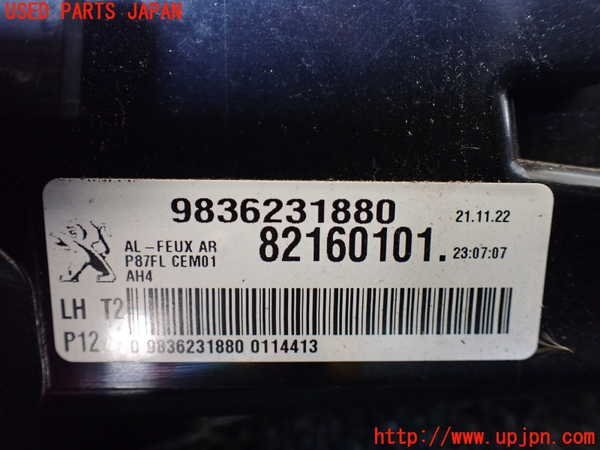 USED PARTS JAPAN
9836231880
21.11.22
AL-FEUX AR
82160101.
23:07:07
P87FL CEM01
AH4
LH T2
P12
0 9836231880 0114413
http://www.upjpn.com/